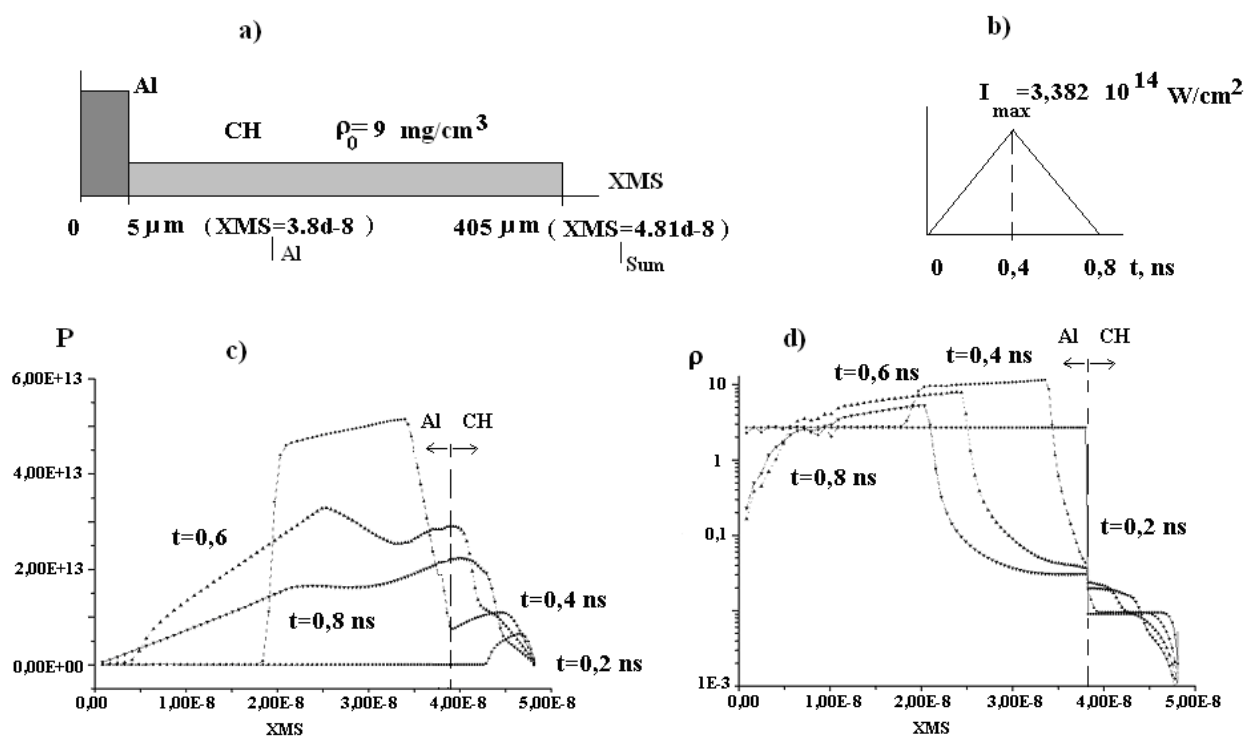 a)
Al
CH ρ0= 9 mg/cm3
XMS
0 5 μm (XMS=3.8d-8) 405 μm (XMS=4.81d-8)
Al
Sum
b)
I max =3,382 10 14 W/cm2
0 0,4 0,8 t, ns
c)
P
6,00E+13
4,00E+13
2,00E+13
0,00E+00
Al CH
t=0,6
t=0,8 ns
t=0,4 ns
t=0,2 ns
0,00 1,00E-8 2,00E-8 3,00E-8 4,00E-8 5,00E-8
XMS
d)
ρ
10
1
0,1
1E-3
Al CH
t=0,6 ns
t=0,4 ns
t=0,8 ns
t=0,2 ns
0,00 1,00E-8 2,00E-8 3,00E-8 4,00E-8 5,00E-8
XMS